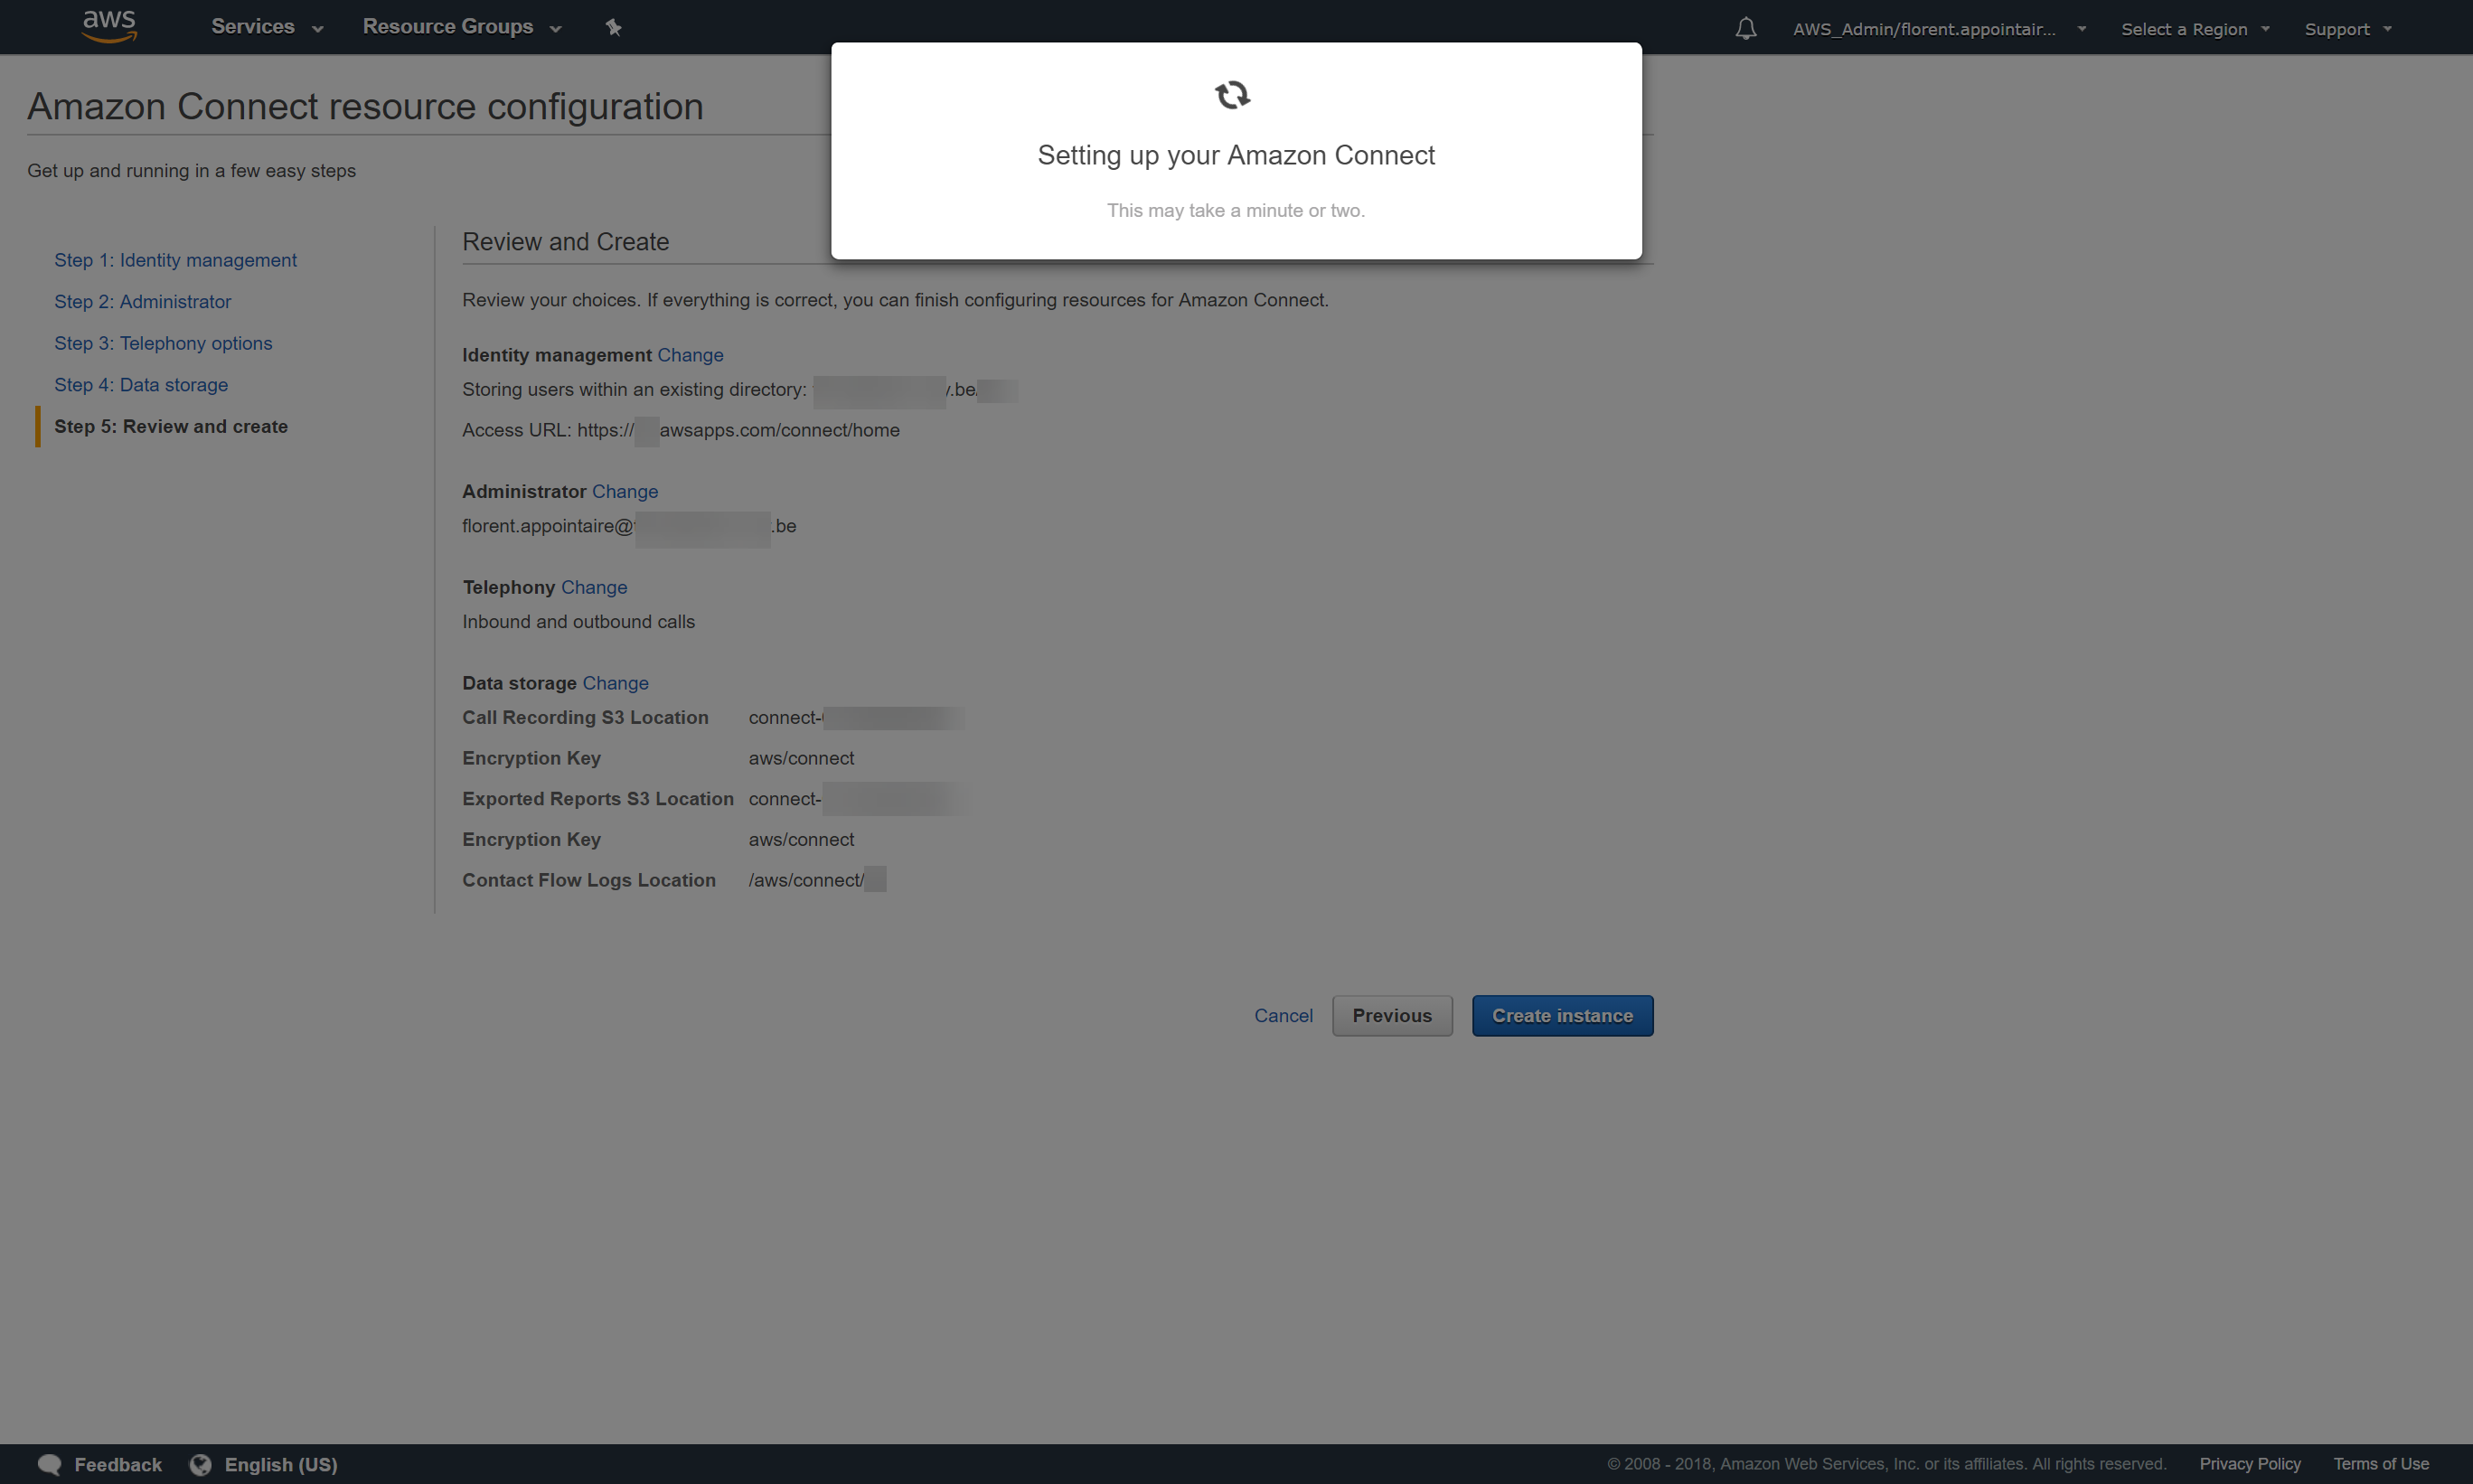 aws
Services
Resource Groups
AWS_Admin/florent.appointair...
Select a Region
Support
Setting up your Amazon Connect
This may take a minute or two.
Amazon Connect resource configuration
Get up and running in a few easy steps
Step 1: Identity management
Step 2: Administrator
Step 3: Telephony options
Step 4: Data storage
Step 5: Review and create
Review and Create
Review your choices. If everything is correct, you can finish configuring resources for Amazon Connect.
Identity management Change
Storing users within an existing directory: .be
Access URL: https:// awsapps.com/connect/home
Administrator Change
florent.appointaire@ .be
Telephony Change
Inbound and outbound calls
Data storage Change
Call Recording S3 Location connect-
Encryption Key aws/connect
Exported Reports S3 Location connect-
Encryption Key aws/connect
Contact Flow Logs Location /aws/connect/
Cancel
Previous
Create instance
Feedback
English (US)
© 2008 - 2018, Amazon Web Services, Inc. or its affiliates. All rights reserved.
Privacy Policy
Terms of Use